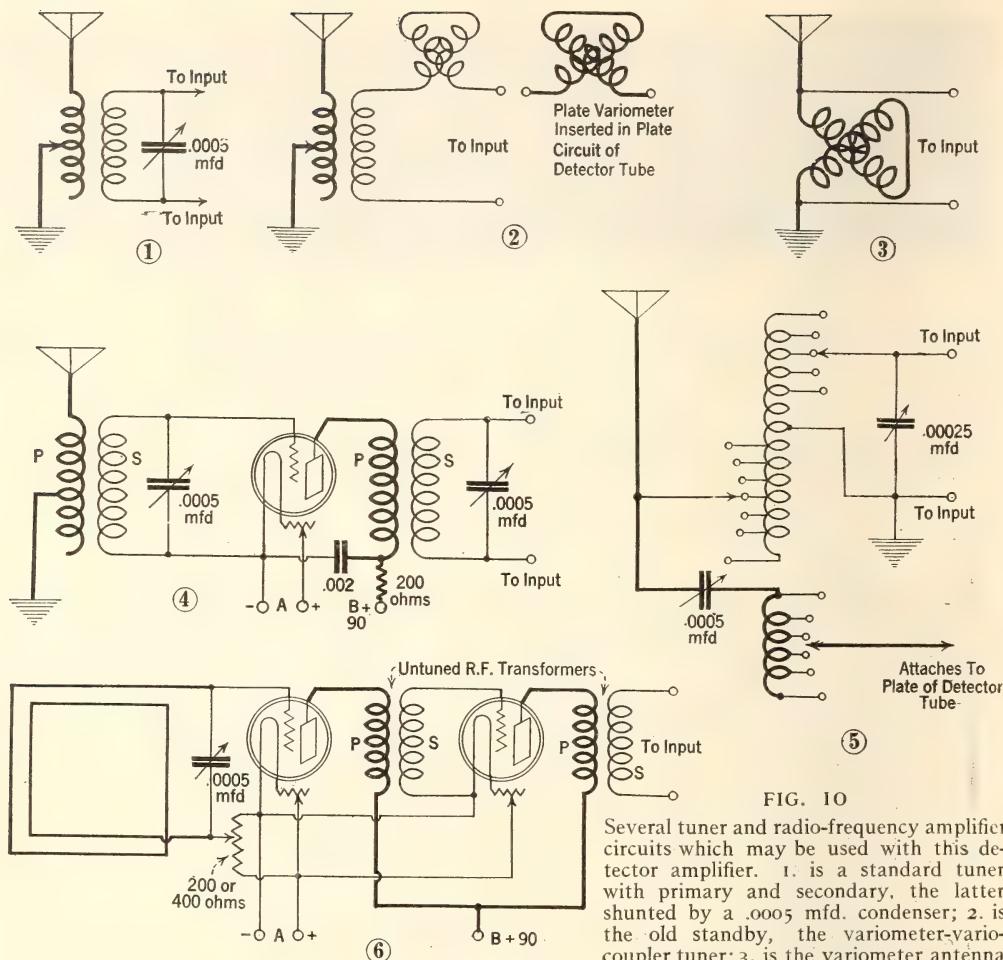 To Input
.0005
mfd
To Input
①
To Input
②
Plate Variometer
Inserted in Plate
Circuit of
Detector Tube
To Input
③
P
S
.0005
mfd
P
S
To Input
.0005
mfd
To Input
.002
200
ohms
- A +
B+
90
④
To Input
.00025
mfd
To Input
.0005
mfd
Attaches To
Plate of Detector
Tube
⑤
Untuned R.F. Transformers
.0005
mfd
P
S
P
S
To Input
200 or
400 ohms
- A +
B + 90
⑥
FIG. 10
Several tuner and radio-frequency amplifier
circuits which may be used with this de-
tector amplifier. 1. is a standard tuner
with primary and secondary, the latter
shunted by a .0005 mfd. condenser; 2. is
the old standby, the variometer-vario-
coupler tuner; 3. is the variometer antenna